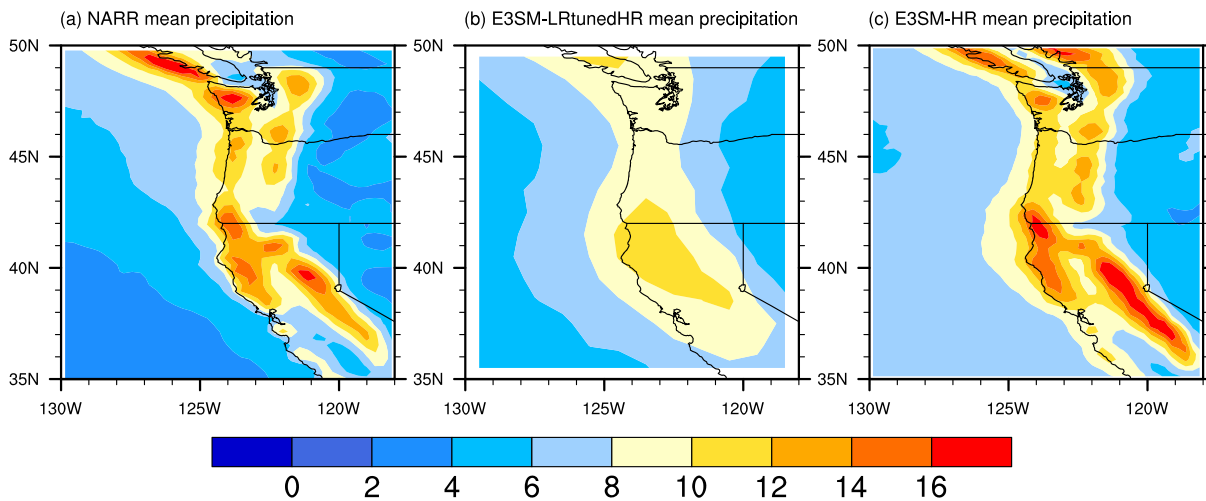 (a) NARR mean precipitation (b) E3SM-LRtunedHR mean precipitation (c) E3SM-HR mean precipitation
50N 50N 50N
45N 45N 45N
40N 40N 40N
35N 35N 35N
130W 125W 120W 130W 125W 120W 130W 125W 120W
0 2 4 6 8 10 12 14 16